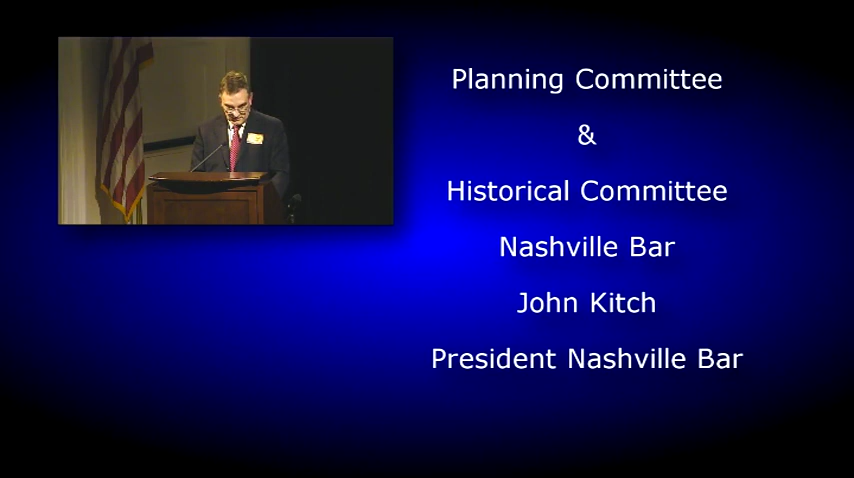 Planning Committee
&
Historical Committee
Nashville Bar
John Kitch
President Nashville Bar